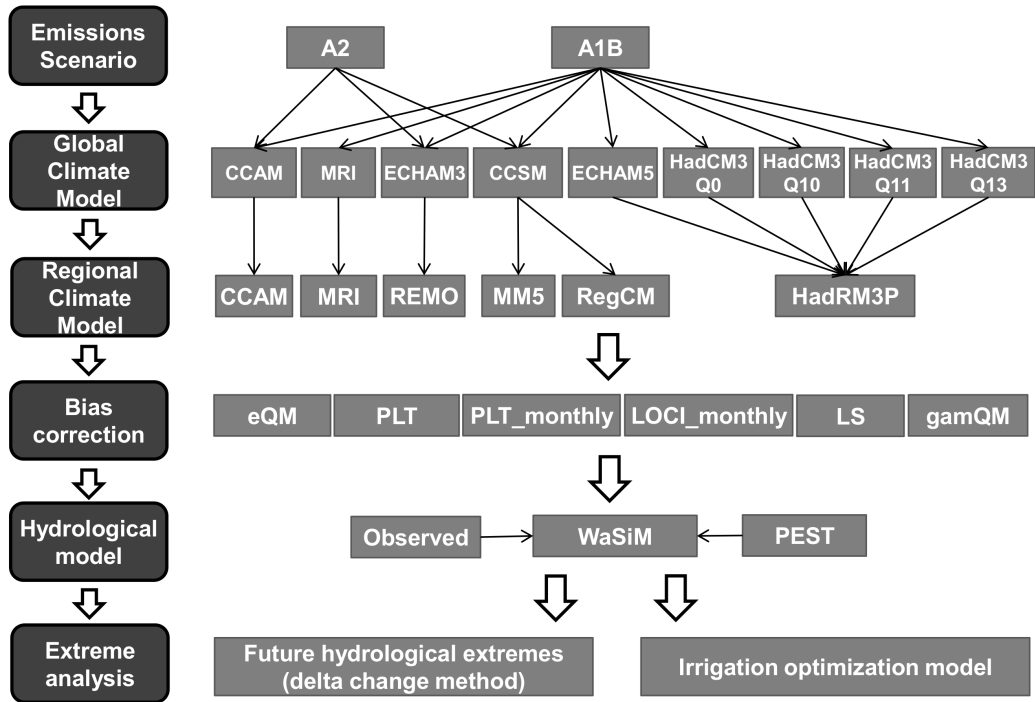 Emissions
Scenario
A2
A1B
Global
Climate
Model
CCAM
MRI
ECHAM3
CCSM
ECHAM5
HadCM3
Q0
HadCM3
Q10
HadCM3
Q11
HadCM3
Q13
Regional
Climate
Model
CCAM
MRI
REMO
MM5
RegCM
HadRM3P
Bias
correction
eQM
PLT
PLT_monthly
LOCI_monthly
LS
gamQM
Hydrological
model
Observed
WaSiM
PEST
Extreme
analysis
Future hydrological extremes
(delta change method)
Irrigation optimization model